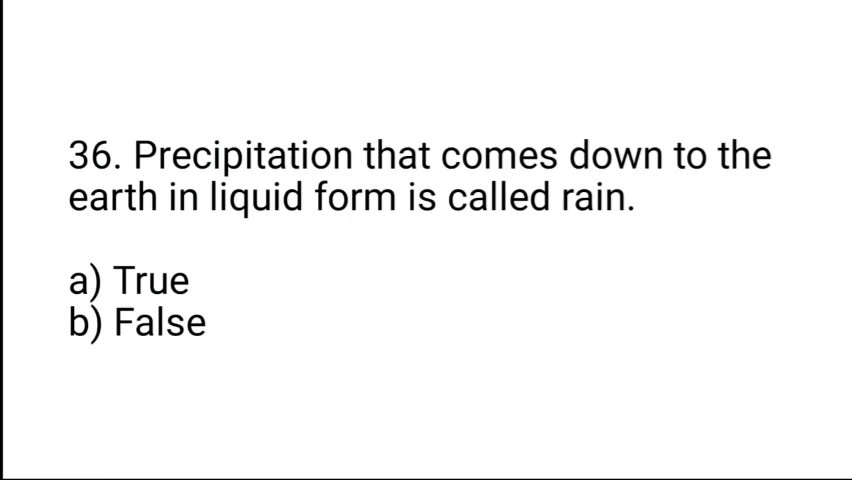 36. Precipitation that comes down to the
earth in liquid form is called rain.
a) True
b) False